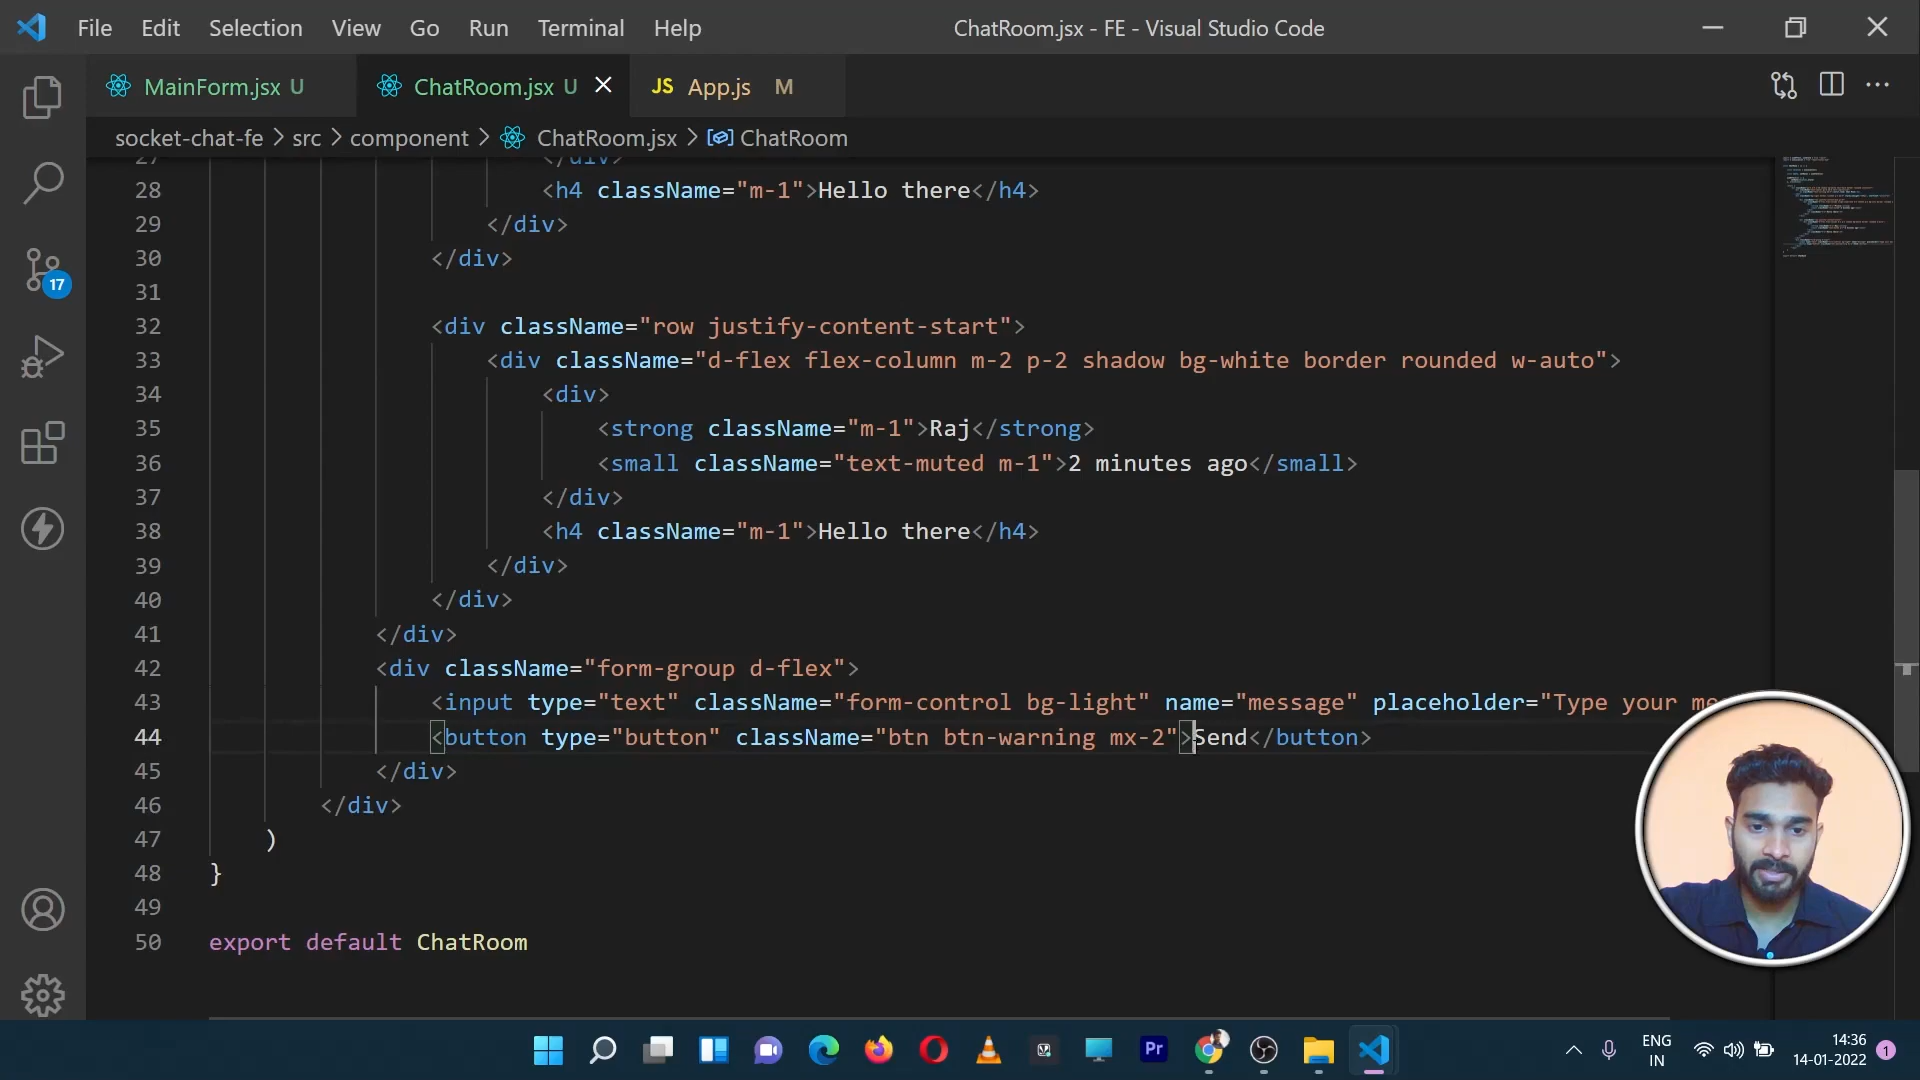 File Edit Selection View Go Run Terminal Help ChatRoom.jsx - FE - Visual Studio Code
MainForm.jsx U ChatRoom.jsx U JS App.js M
socket-chat-fe > src > component > ChatRoom.jsx > ChatRoom
27 </div>
28 <h4 className="m-1">Hello there</h4>
29 </div>
30 </div>
31
32 <div className="row justify-content-start">
33 <div className="d-flex flex-column m-2 p-2 shadow bg-white border rounded w-auto">
34 <div>
35 <strong className="m-1">Raj</strong>
36 <small className="text-muted m-1">2 minutes ago</small>
37 </div>
38 <h4 className="m-1">Hello there</h4>
39 </div>
40 </div>
41 </div>
42 <div className="form-group d-flex">
43 <input type="text" className="form-control bg-light" name="message" placeholder="Type your
44 <button type="button" className="btn btn-warning mx-2">Send</button>
45 </div>
46 </div>
47 )
48 }
49
50 export default ChatRoom
17
Pr
ENG
IN
14:36
14-01-2022
1